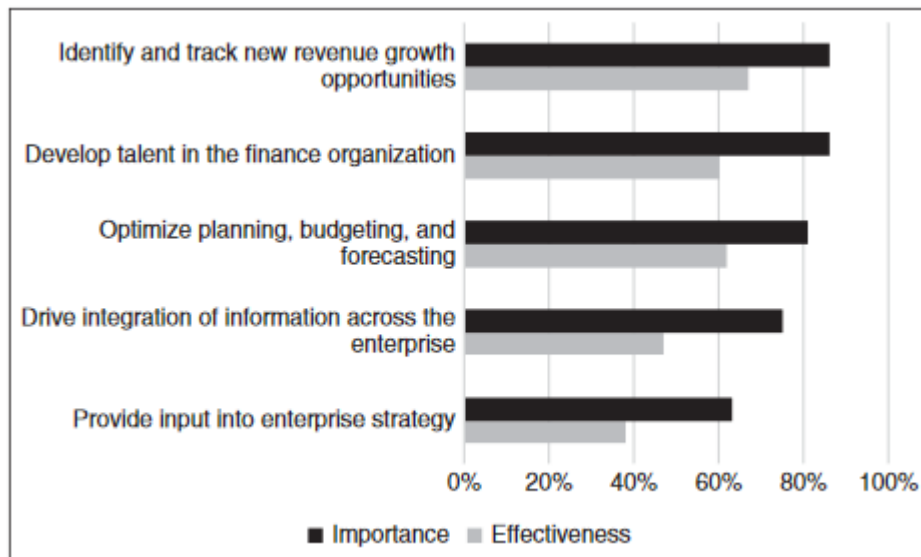 Identify and track new revenue growth
opportunities
Develop talent in the finance organization
Optimize planning, budgeting, and
forecasting
Drive integration of information across the
enterprise
Provide input into enterprise strategy
0% 20% 40% 60% 80% 100%
Importance Effectiveness